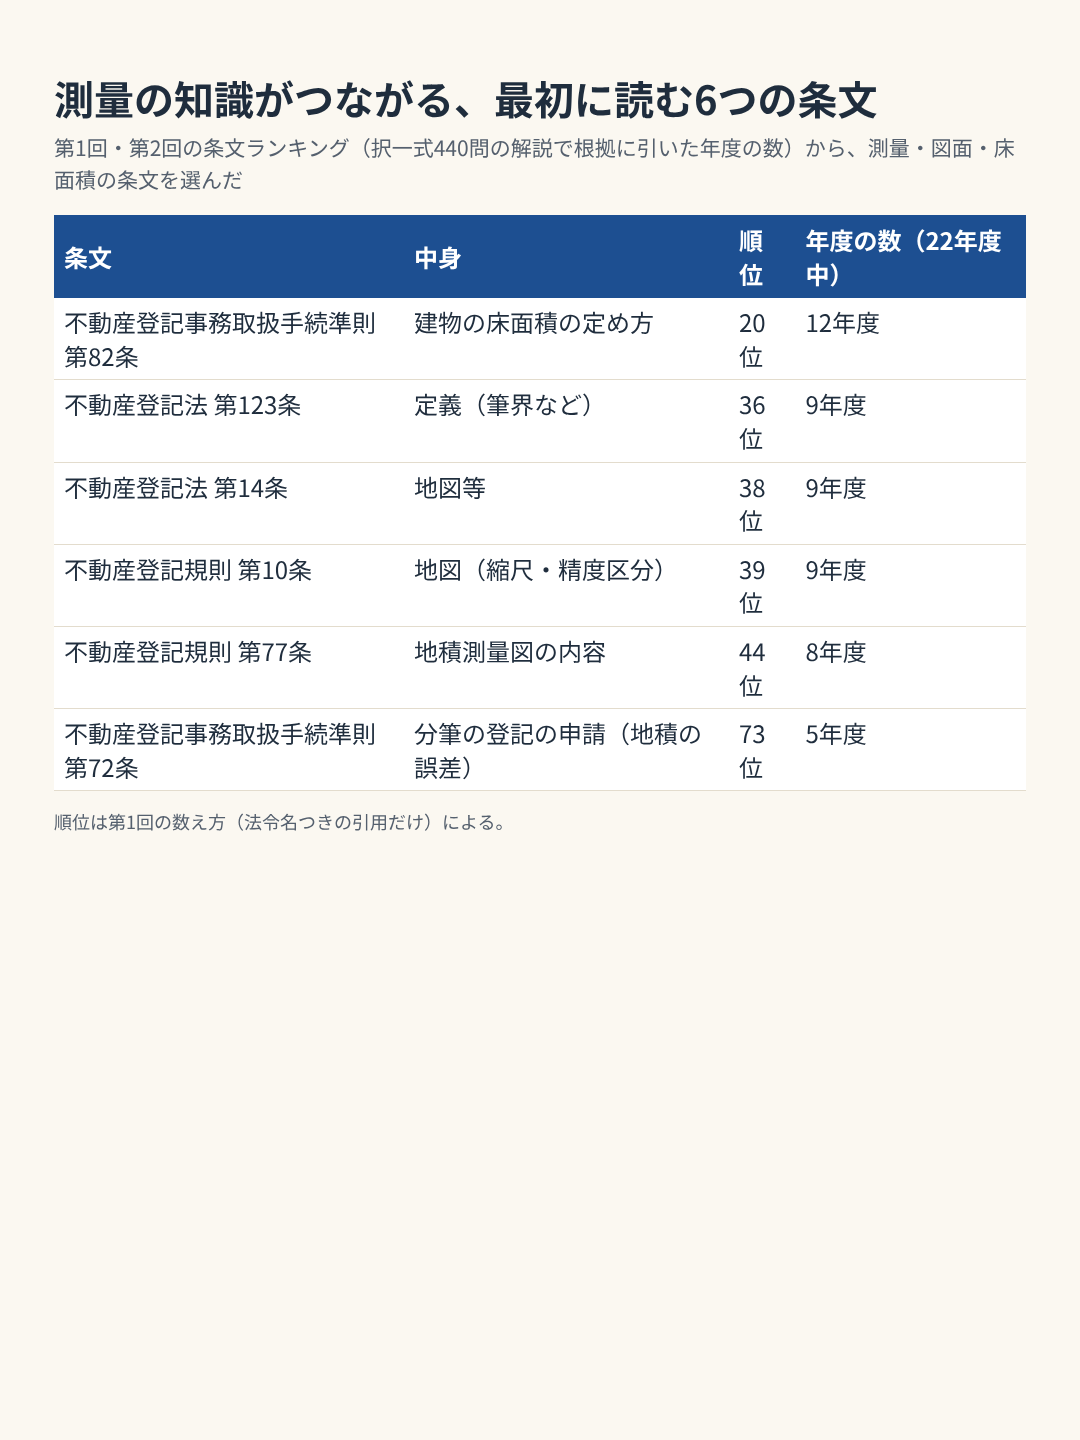 測量の知識がつながる、最初に読む6つの条文
第1回・第2回の条文ランキング（択一式440問の解説で根拠に引いた年度の数）から、測量・図面・床
面積の条文を選んだ
条文 中身 順位 年度の数（22年度中）
不動産登記事務取扱手続準則 第82条 建物の床面積の定め方 20位 12年度
不動産登記法 第123条 定義（筆界など） 36位 9年度
不動産登記法 第14条 地図等 38位 9年度
不動産登記規則 第10条 地図（縮尺・精度区分） 39位 9年度
不動産登記規則 第77条 地積測量図の内容 44位 8年度
不動産登記事務取扱手続準則 第72条 分筆の登記の申請（地積の誤差） 73位 5年度
順位は第1回の数え方（法令名つきの引用だけ）による。